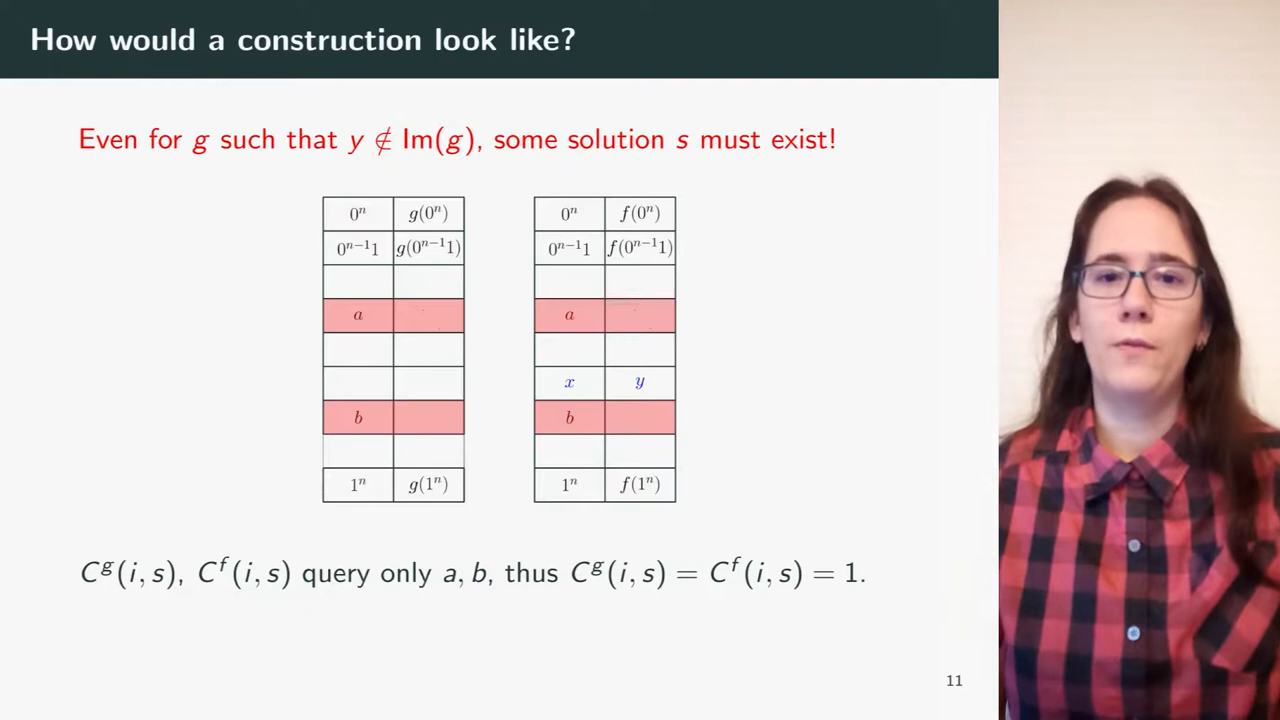 How would a construction look like?
Even for g such that y ∉ Im(g), some solution s must exist!
0ⁿ g(0ⁿ) 0ⁿ f(0ⁿ)
0ⁿ⁻¹1 g(0ⁿ⁻¹1) 0ⁿ⁻¹1 f(0ⁿ⁻¹1)
a a
x y
b b
1ⁿ g(1ⁿ) 1ⁿ f(1ⁿ)
Cᵍ(i, s), Cᶠ(i, s) query only a, b, thus Cᵍ(i, s) = Cᶠ(i, s) = 1.
11